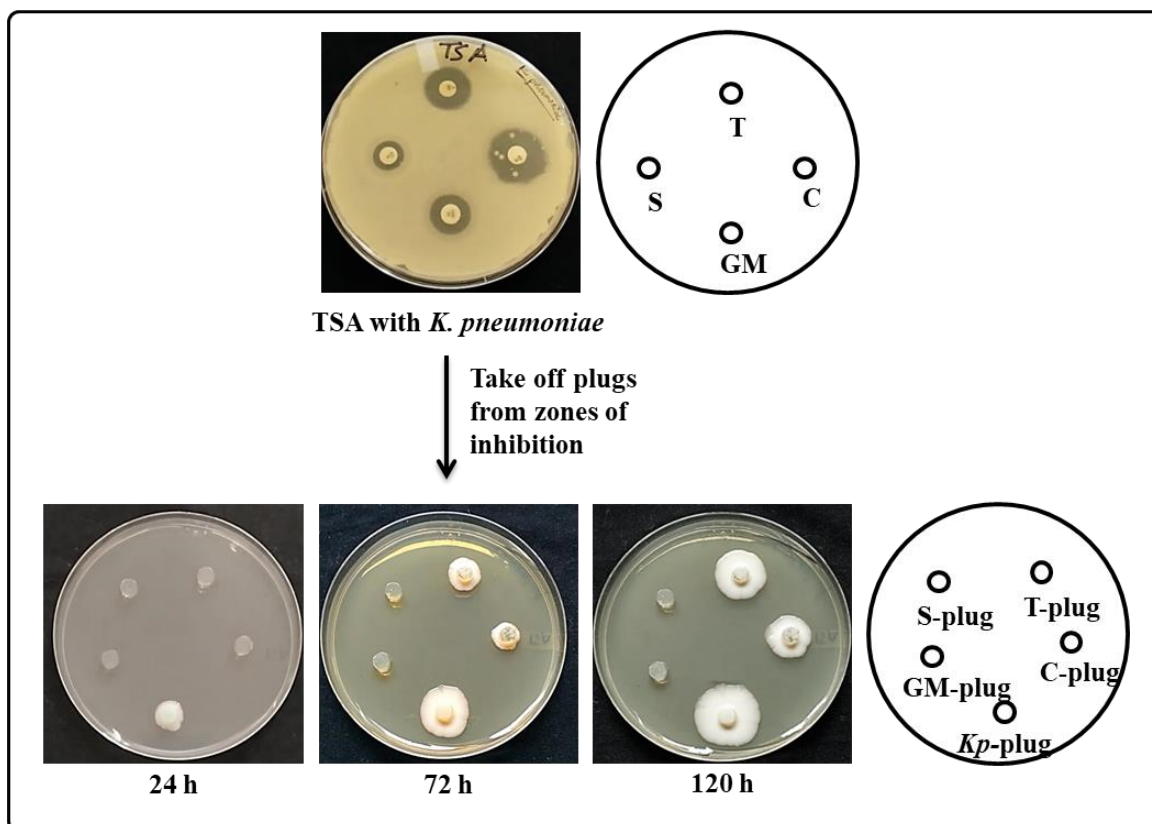 TSA
K. pneumoniae
T
S
C
GM
TSA with K. pneumoniae
Take off plugs
from zones of
inhibition
S-plug
T-plug
GM-plug
C-plug
Kp-plug
24 h
72 h
120 h